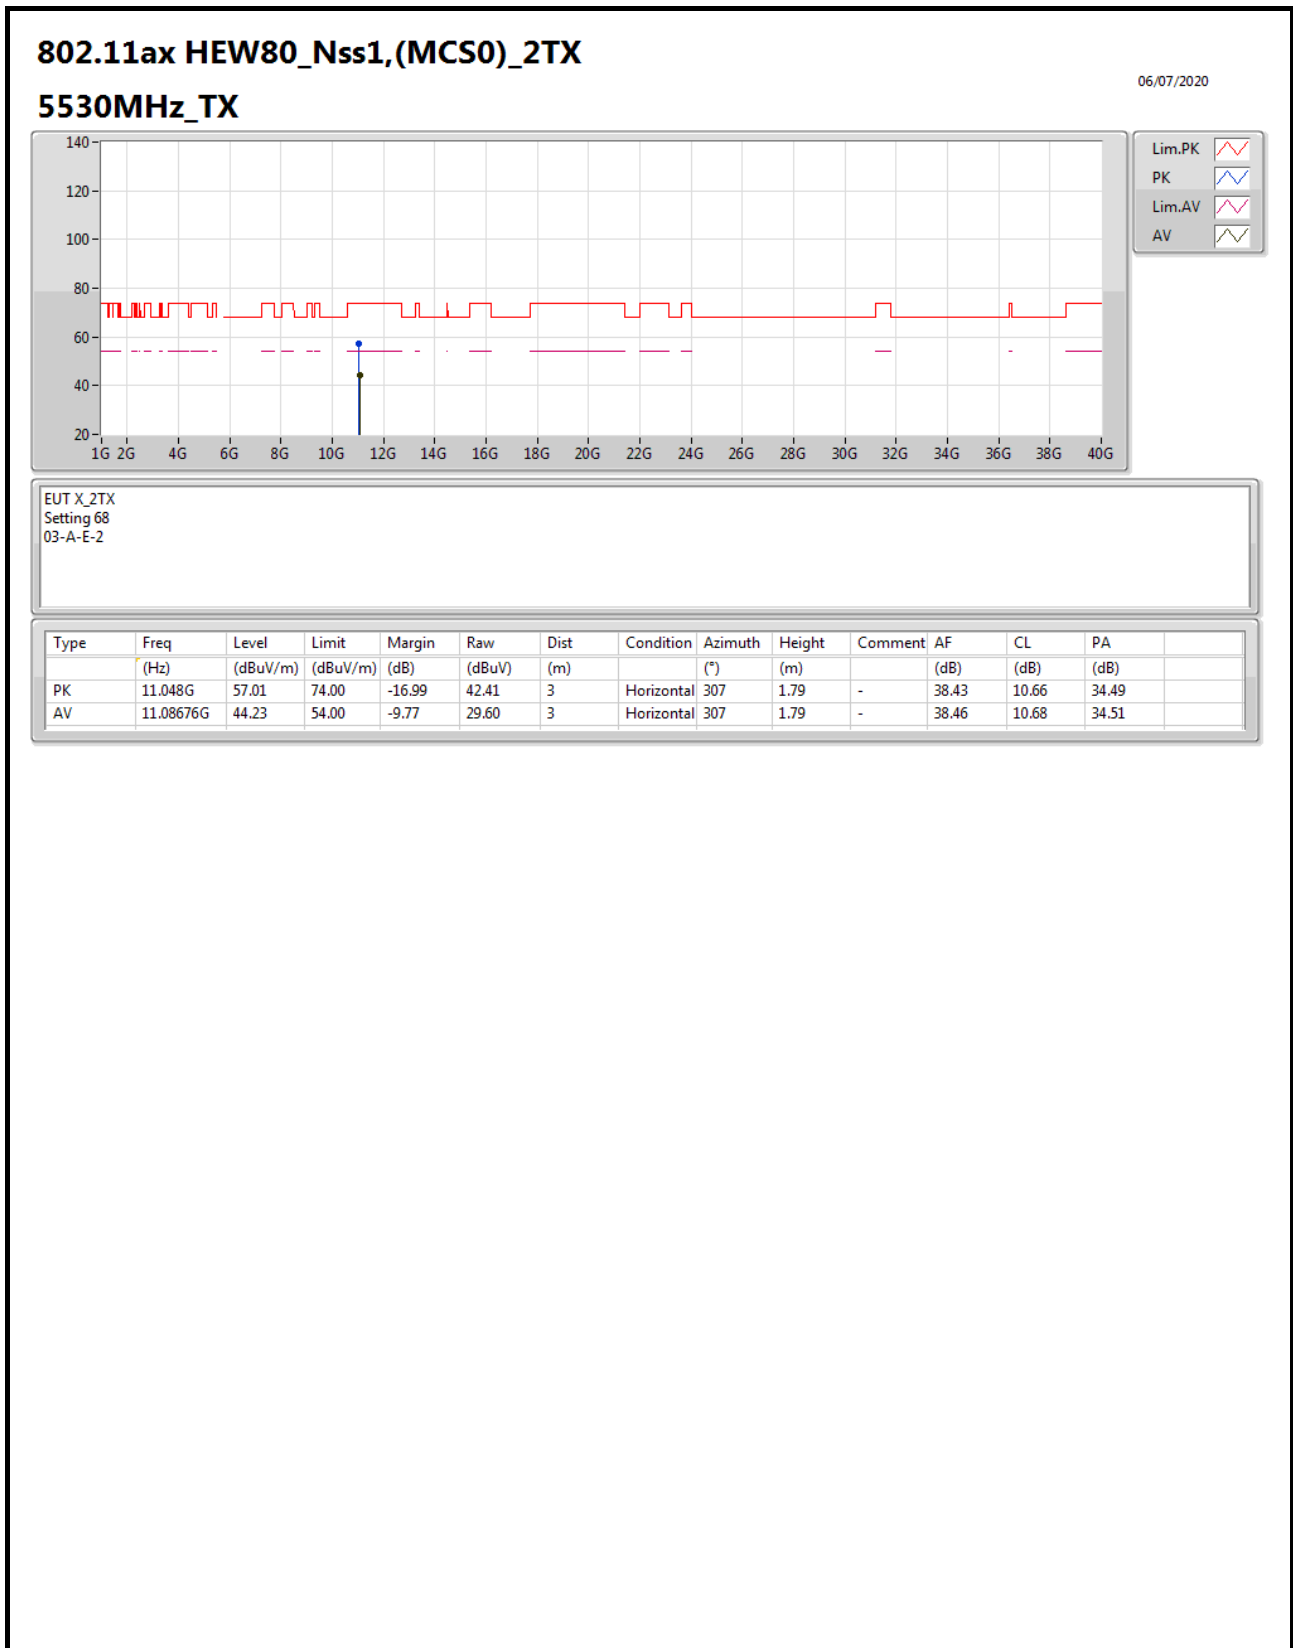 802.11ax HEW80_Nss1,(MCS0)_2TX
06/07/2020
5530MHz_TX
140
120
100
80
60
40
20
1G 2G 4G 6G 8G 10G 12G 14G 16G 18G 20G 22G 24G 26G 28G 30G 32G 34G 36G 38G 40G
Lim.PK
PK
Lim.AV
AV
EUT X_2TX
Setting 68
03-A-E-2
Type Freq Level Limit Margin Raw Dist Condition Azimuth Height Comment AF CL PA
(Hz) (dBuV/m) (dBuV/m) (dB) (dBuV) (m) (°) (m) (dB) (dB) (dB)
PK 11.048G 57.01 74.00 -16.99 42.41 3 Horizontal 307 1.79 - 38.43 10.66 34.49
AV 11.08676G 44.23 54.00 -9.77 29.60 3 Horizontal 307 1.79 - 38.46 10.68 34.51